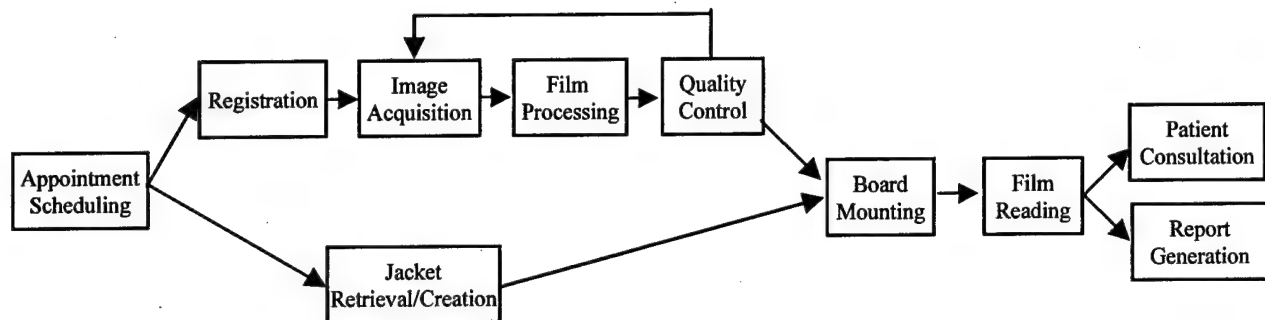 Appointment
Scheduling
Registration
Image
Acquisition
Film
Processing
Quality
Control
Jacket
Retrieval/Creation
Board
Mounting
Film
Reading
Patient
Consultation
Report
Generation